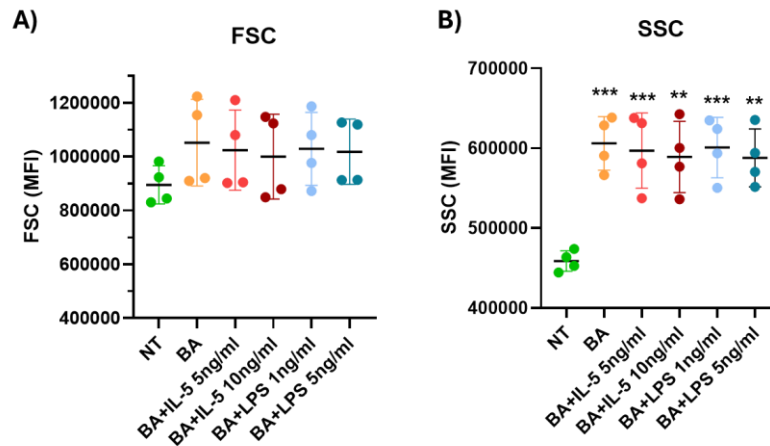 A)
FSC
FSC (MFI)
1200000
1000000
800000
600000
400000
NT
BA
BA+IL-5 5ng/ml
BA+IL-5 10ng/ml
BA+LPS 1ng/ml
BA+LPS 5ng/ml
B)
SSC
SSC (MFI)
700000
600000
500000
400000
*** *** ** *** **
NT
BA
BA+IL-5 5ng/ml
BA+IL-5 10ng/ml
BA+LPS 1ng/ml
BA+LPS 5ng/ml